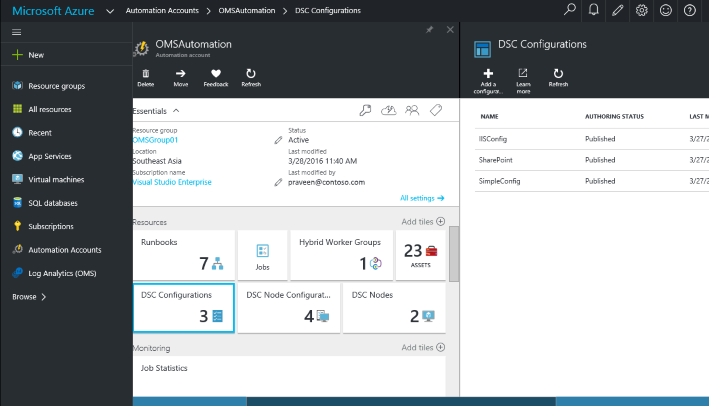 Microsoft Azure
Automation Accounts > OMSAutomation > DSC Configurations
New
Resource groups
All resources
Recent
App Services
Virtual machines
SQL databases
Subscriptions
Automation Accounts
Log Analytics (OMS)
Browse >
OMSAutomation
Automation account
Delete
Move
Feedback
Refresh
Essentials
Resource group
OMSGroup01
Location
Southeast Asia
Subscription name
Visual Studio Enterprise
Status
Active
Last modified
3/28/2016 11:40 AM
Last modified by
praveen@contoso.com
All settings
Resources
Add tiles
Runbooks
7
Jobs
Hybrid Worker Groups
1
23
ASSETS
DSC Configurations
3
DSC Node Configurat...
4
DSC Nodes
2
Monitoring
Add tiles
Job Statistics
DSC Configurations
Add a
configurat...
Learn
more
Refresh
NAME AUTHORING STATUS LAST M
IISConfig Published 3/27/2
SharePoint Published 3/27/2
SimpleConfig Published 3/27/2